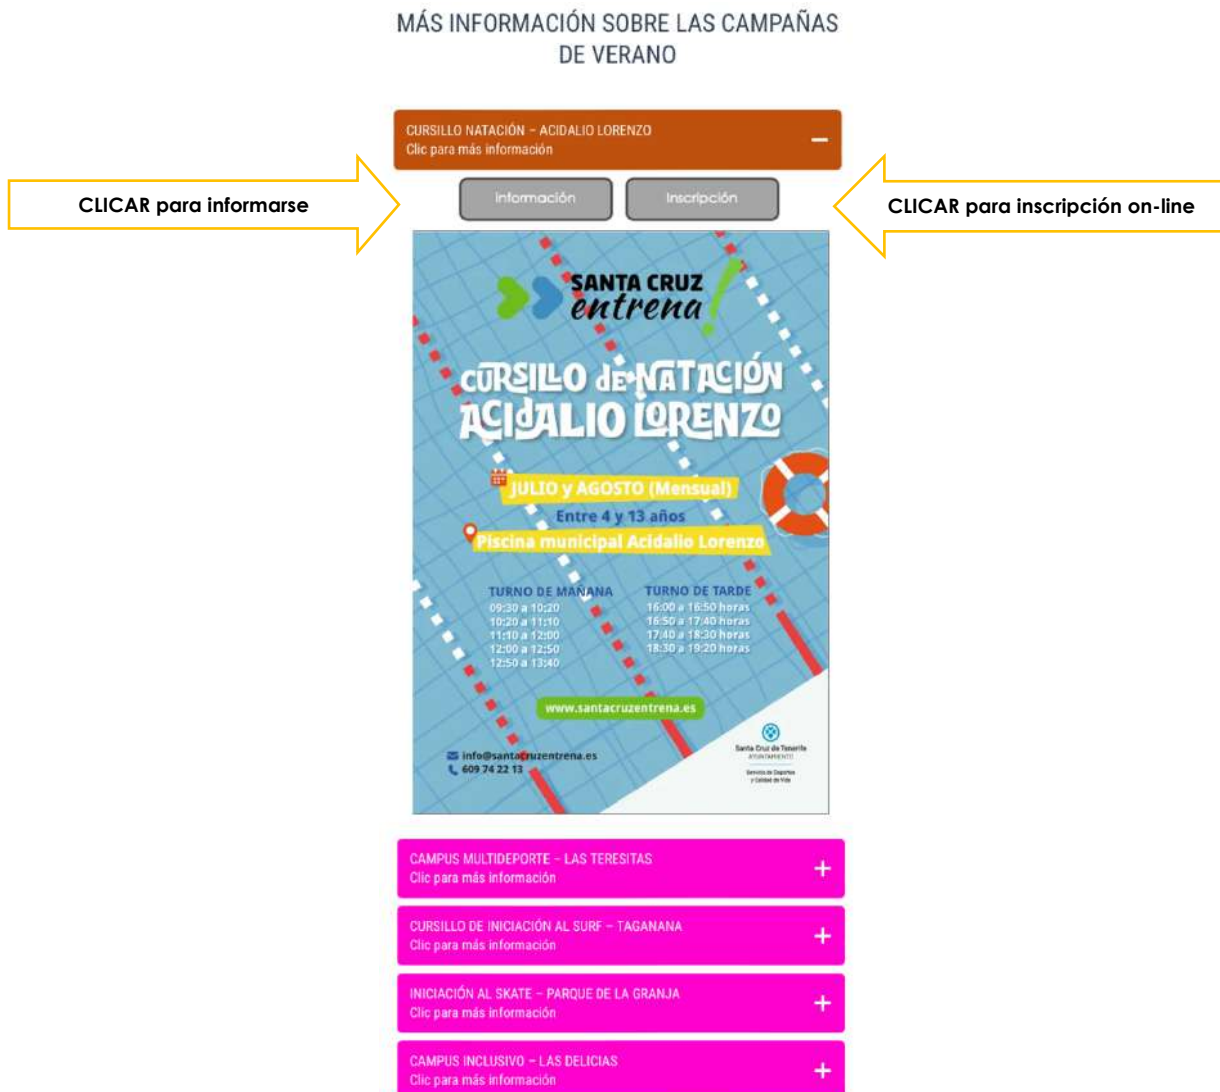 MÁS INFORMACIÓN SOBRE LAS CAMPAÑAS
DE VERANO
CURSILLO NATACIÓN – ACIDALIO LORENZO
Clic para más información
CLICAR para informarse
Información
Inscripción
CLICAR para inscripción on-line
SANTA CRUZ
entrena!
CURSILLO de NATACIÓN
ACIdALIO LORENZO
JULIO y AGOSTO (Mensual)
Entre 4 y 13 años
Piscina municipal Acidalio Lorenzo
TURNO DE MAÑANA
09:30 a 10:20
10:20 a 11:10
11:10 a 12:00
12:00 a 12:50
12:50 a 13:40
TURNO DE TARDE
16:00 a 16:50 horas
16:50 a 17:40 horas
17:40 a 18:30 horas
18:30 a 19:20 horas
www.santacruzentrena.es
info@santacruzentrena.es
609 74 22 13
Santa Cruz de Tenerife
AYUNTAMIENTO
Servicio de Deportes
y Calidad de Vida
CAMPUS MULTIDEPORTE – LAS TERESITAS
Clic para más información
CURSILLO DE INICIACIÓN AL SURF – TAGANANA
Clic para más información
INICIACIÓN AL SKATE – PARQUE DE LA GRANJA
Clic para más información
CAMPUS INCLUSIVO – LAS DELICIAS
Clic para más información